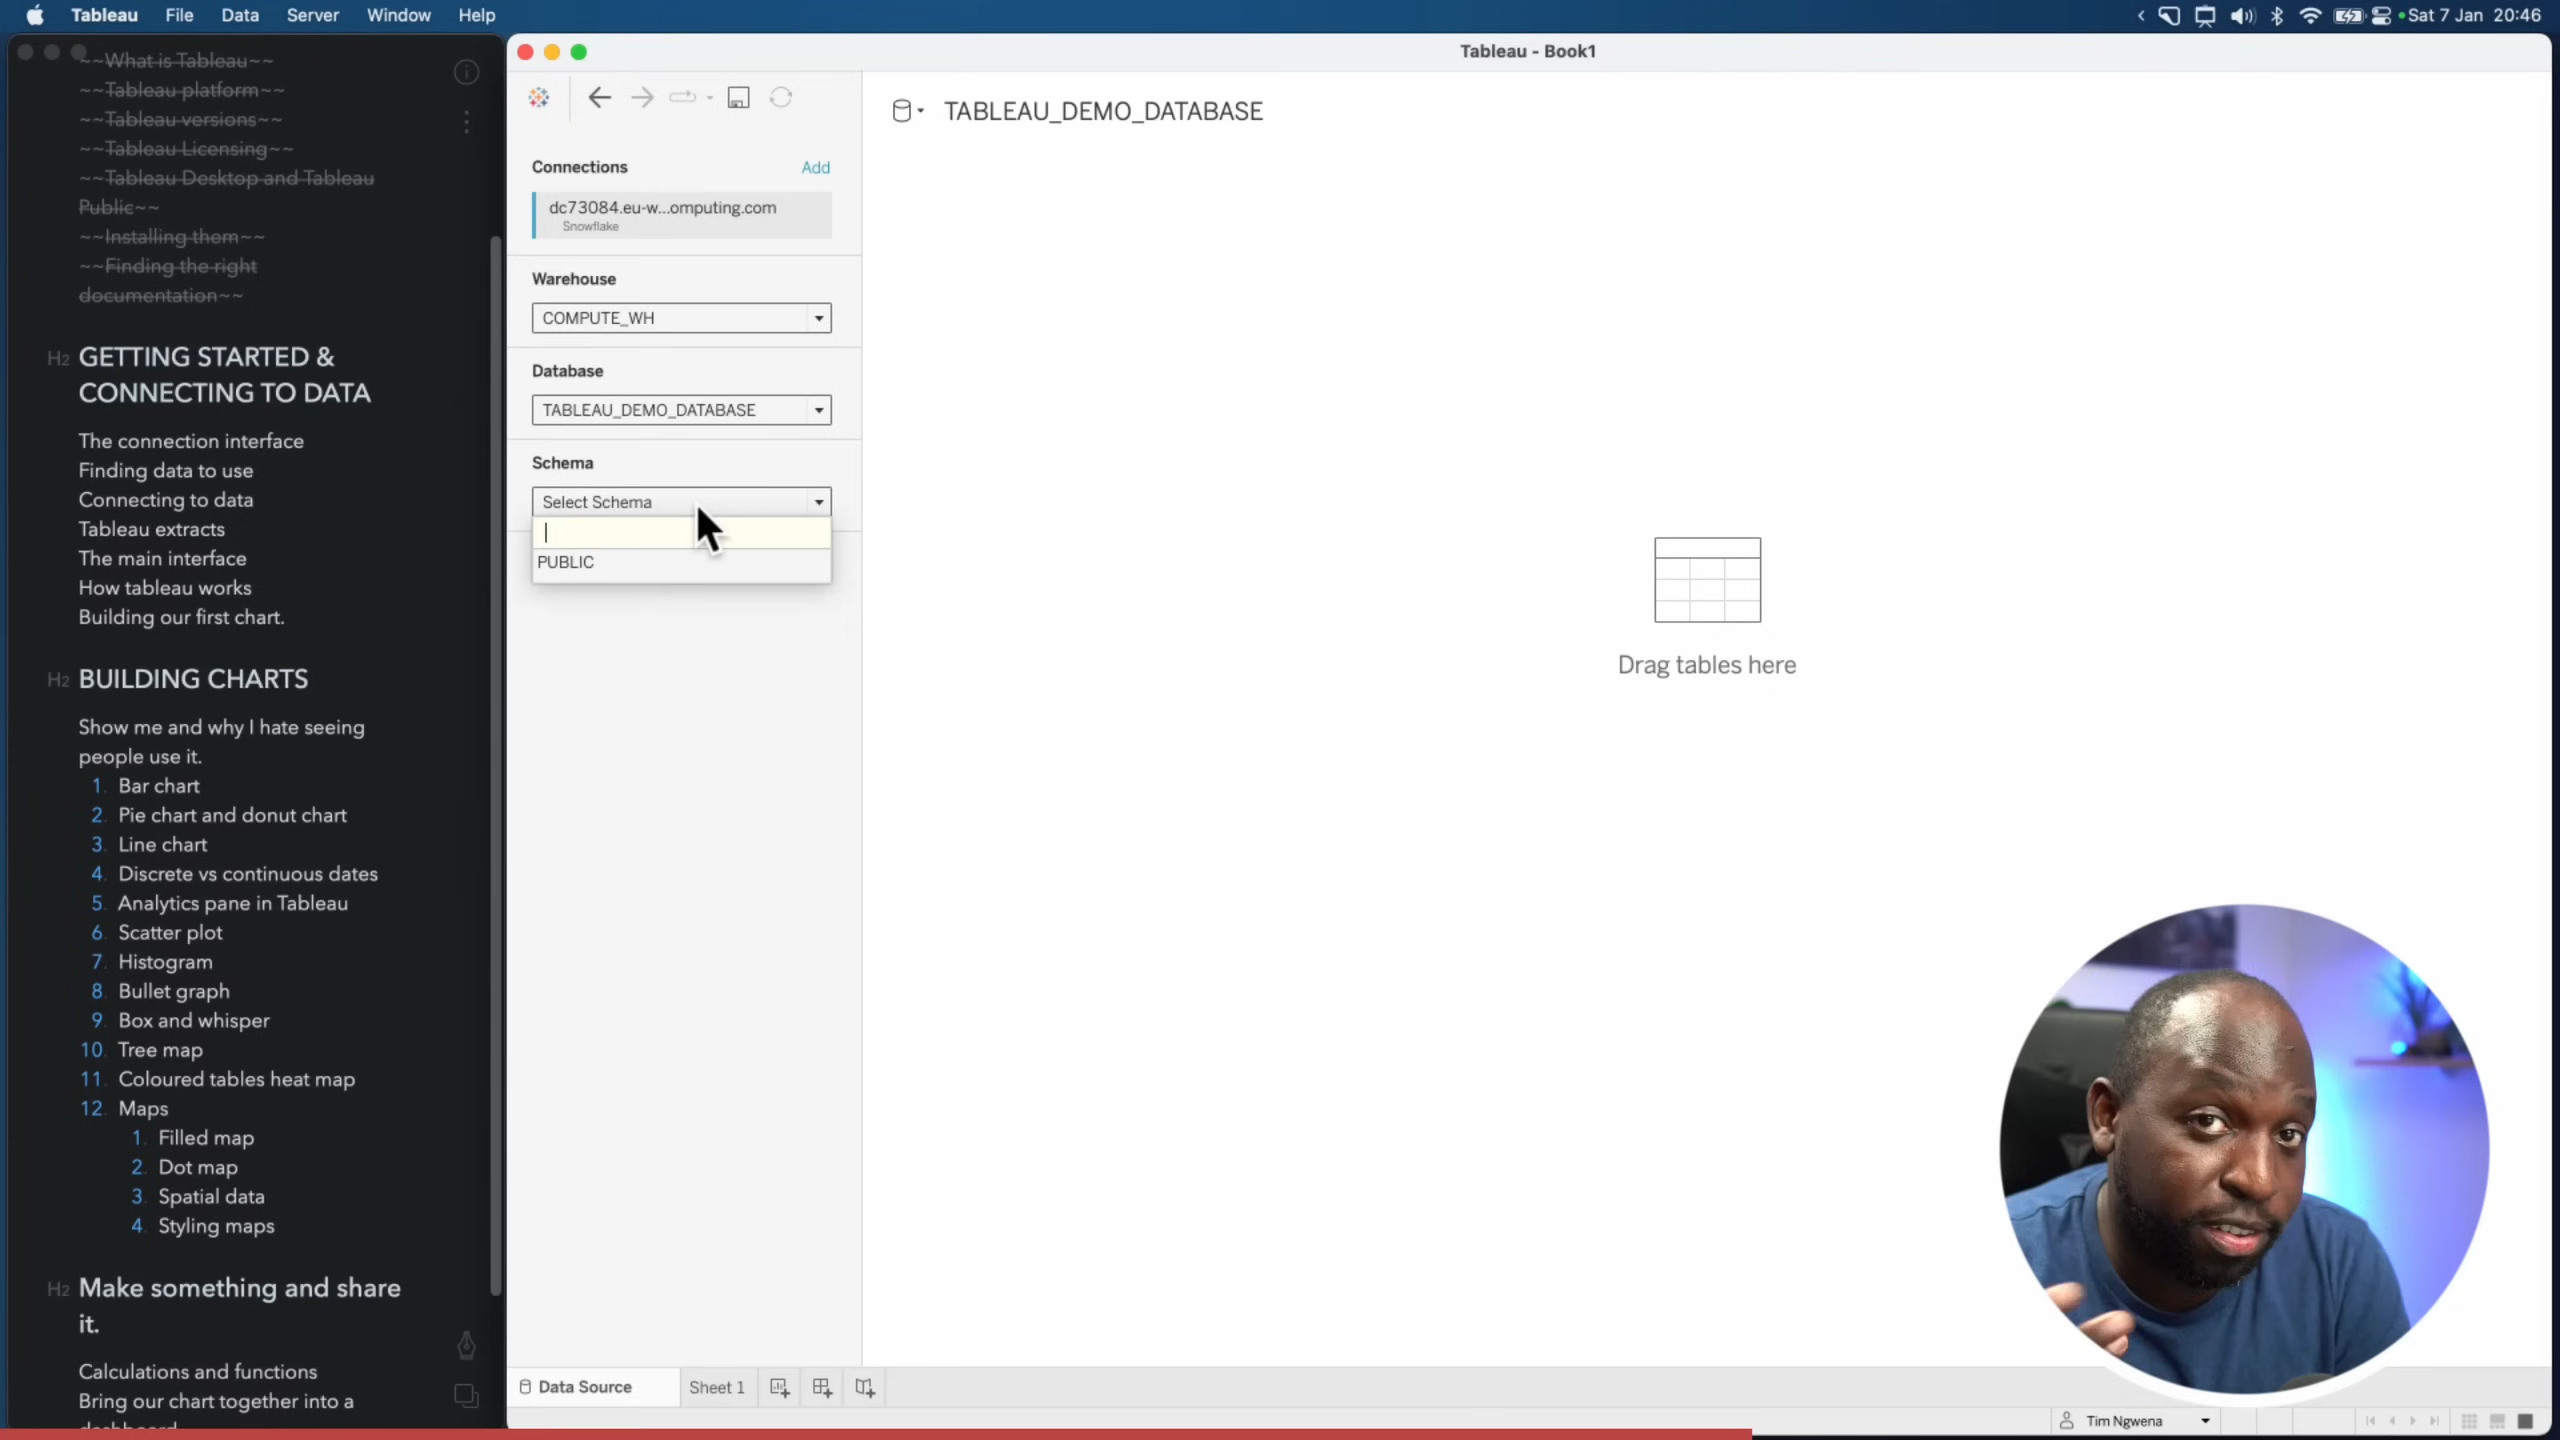 Tableau File Data Server Window Help
Sat 7 Jan 20:46
~~What is Tableau~~
~~Tableau platform~~
~~Tableau versions~~
~~Tableau Licensing~~
~~Tableau Desktop and Tableau
Public~~
~~Installing them~~
~~Finding the right
documentation~~
H2 GETTING STARTED &
CONNECTING TO DATA
The connection interface
Finding data to use
Connecting to data
Tableau extracts
The main interface
How tableau works
Building our first chart.
H2 BUILDING CHARTS
Show me and why I hate seeing
people use it.
1. Bar chart
2. Pie chart and donut chart
3. Line chart
4. Discrete vs continuous dates
5. Analytics pane in Tableau
6. Scatter plot
7. Histogram
8. Bullet graph
9. Box and whisper
10. Tree map
11. Coloured tables heat map
12. Maps
1. Filled map
2. Dot map
3. Spatial data
4. Styling maps
H2 Make something and share
it.
Calculations and functions
Bring our chart together into a
dashboard
Tableau - Book1
TABLEAU_DEMO_DATABASE
Connections Add
dc73084.eu-w...omputing.com
Snowflake
Warehouse
COMPUTE_WH
Database
TABLEAU_DEMO_DATABASE
Schema
Select Schema
PUBLIC
Drag tables here
Data Source Sheet 1
Tim Ngwena